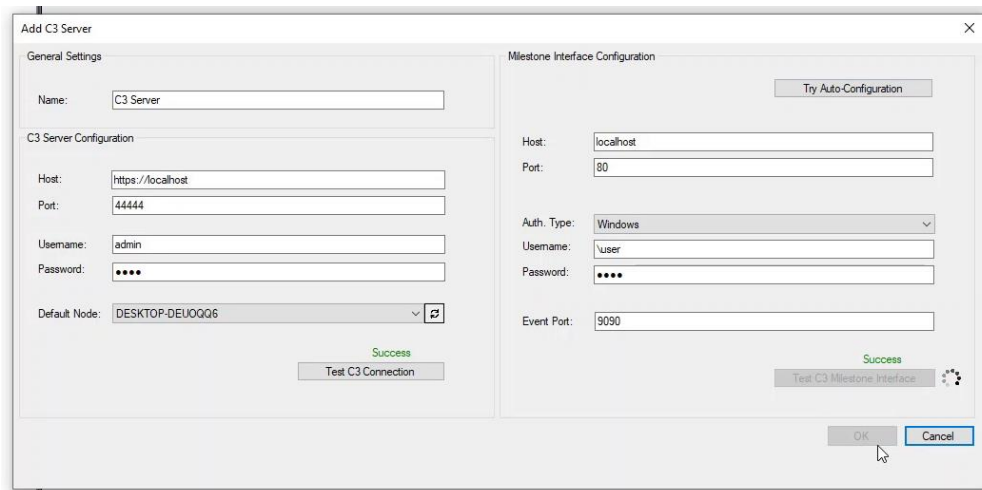 Add C3 Server
General Settings
Name: C3 Server
C3 Server Configuration
Host: https://localhost
Port: 44444
Username: admin
Password: ●●●●
Default Node: DESKTOP-DEUOQQ6
Success
Test C3 Connection
Milestone Interface Configuration
Try Auto-Configuration
Host: localhost
Port: 80
Auth. Type: Windows
Username: \user
Password: ●●●●
Event Port: 9090
Success
Test C3 Milestone Interface
OK
Cancel